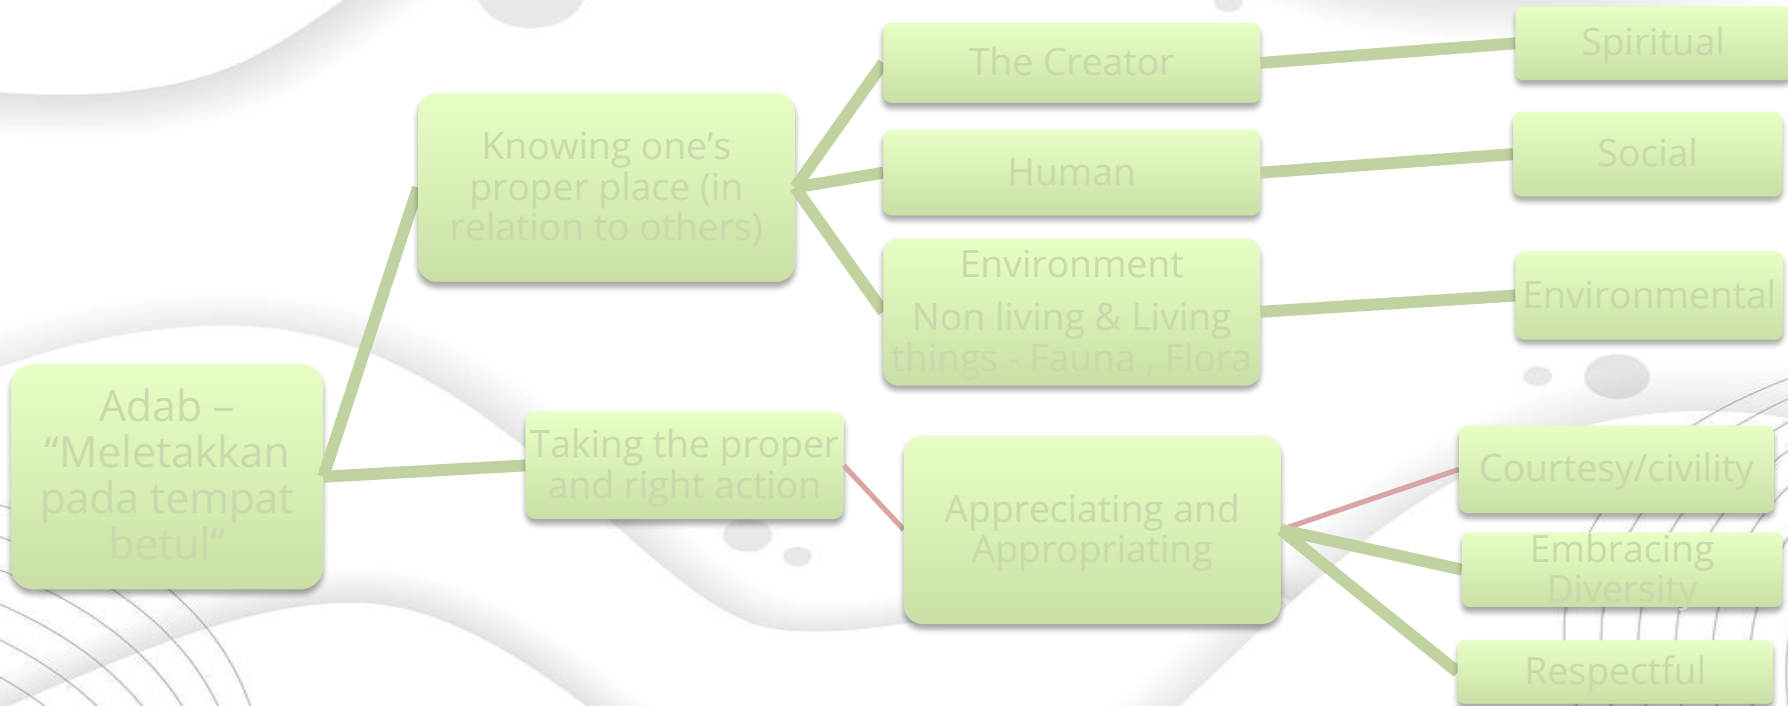 Adab –
“Meletakkan
pada tempat
betul”
Knowing one’s
proper place (in
relation to others)
The Creator
Spiritual
Human
Social
Environment
Non living & Living
things - Fauna , Flora
Environmental
Taking the proper
and right action
Appreciating and
Appropriating
Courtesy/civility
Embracing
Diversity
Respectful